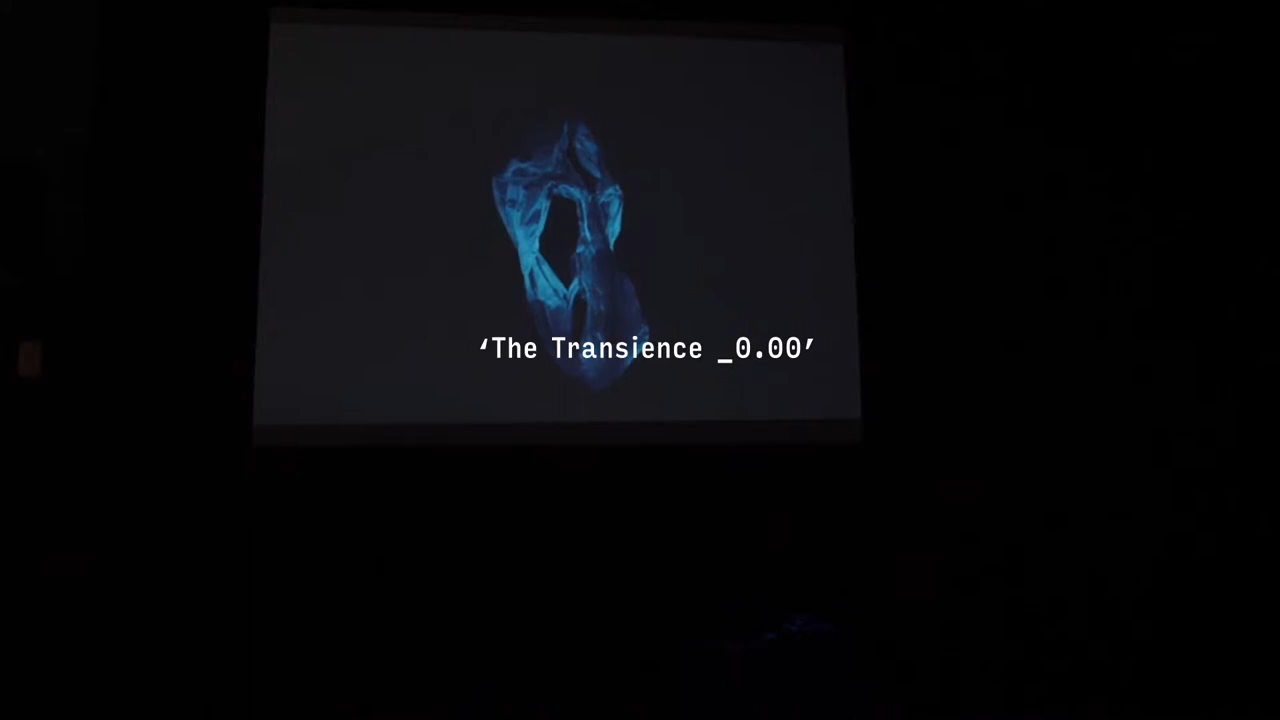 ‘The Transience _0.00’